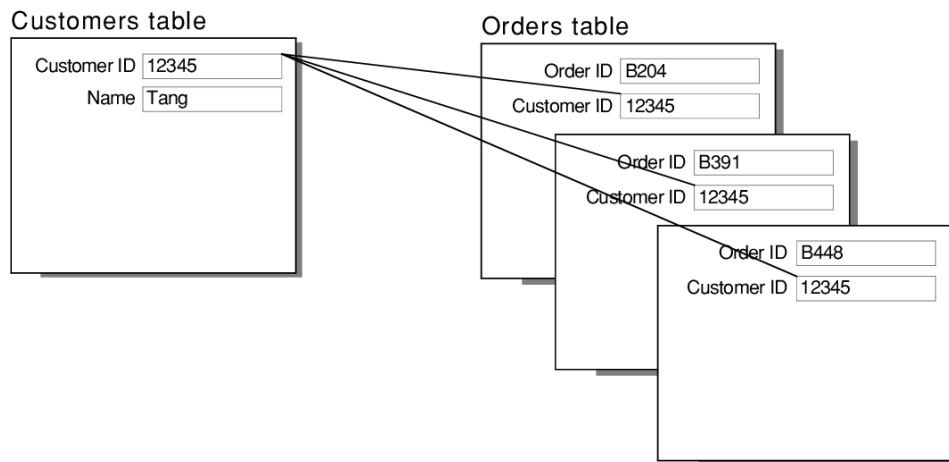 Customers table
Customer ID 12345
Name Tang
Orders table
Order ID B204
Customer ID 12345
Order ID B391
Customer ID 12345
Order ID B448
Customer ID 12345